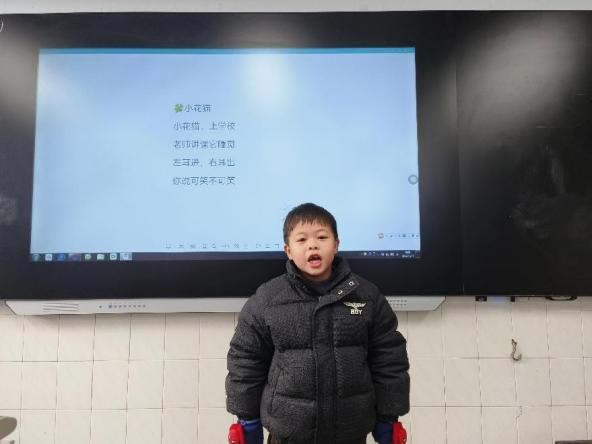 小花猫
小花猫，上学校
老师讲课它睡觉
左耳进，右耳出
你说可笑不可笑
BOY